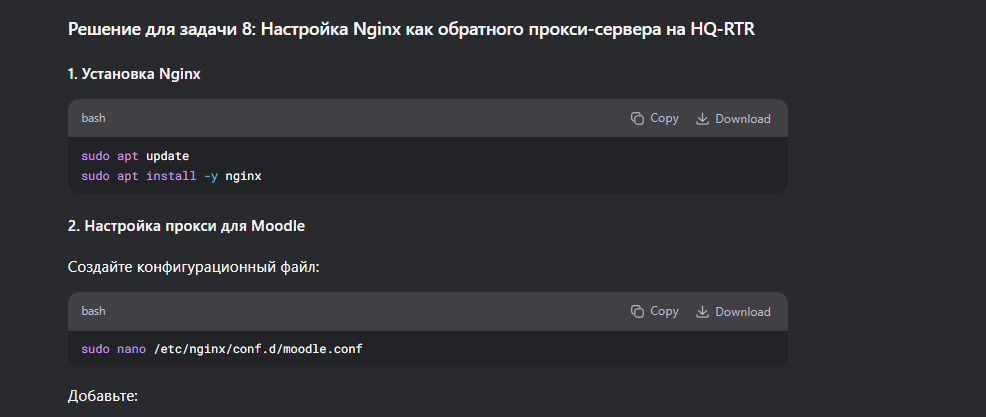 Решение для задачи 8: Настройка Nginx как обратного прокси-сервера на HQ-RTR
1. Установка Nginx
bash Copy Download
sudo apt update
sudo apt install -y nginx
2. Настройка прокси для Moodle
Создайте конфигурационный файл:
bash Copy Download
sudo nano /etc/nginx/conf.d/moodle.conf
Добавьте: